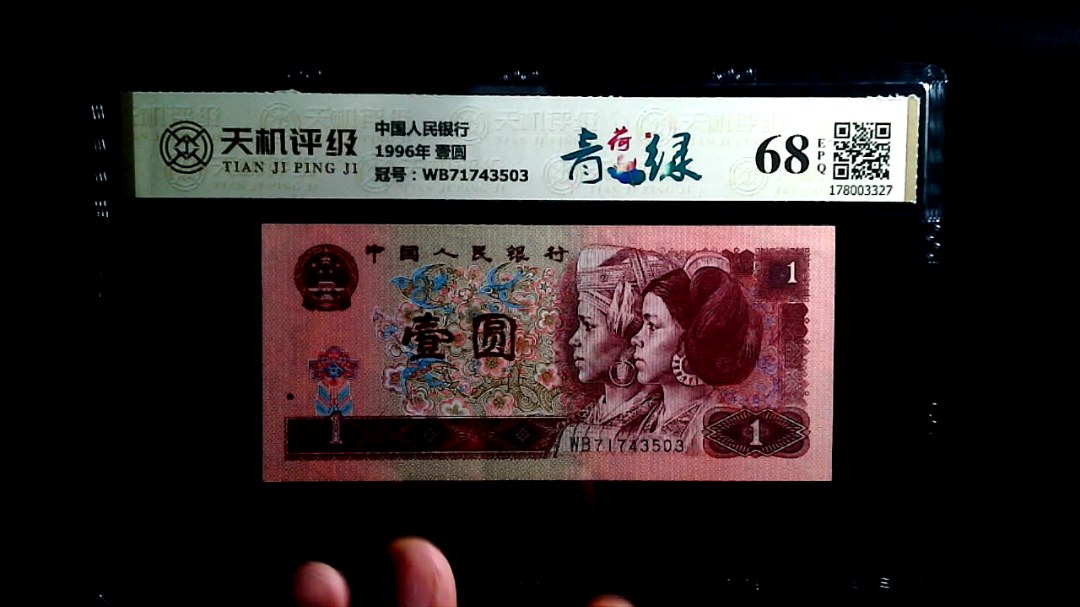 天机评级
TIAN JI PING JI
中国人民银行
1996年 壹圆
冠号：WB71743503
青荷绿
68
EPQ
178003327
中国人民银行
1
壹圆
1
WB71743503
1